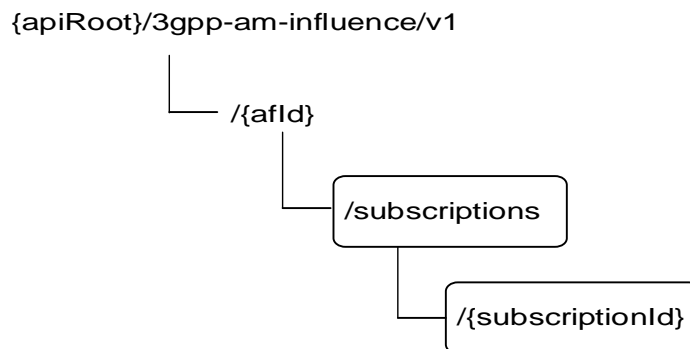 {apiRoot}/3gpp-am-influence/v1
/{afId}
/subscriptions
/{subscriptionId}